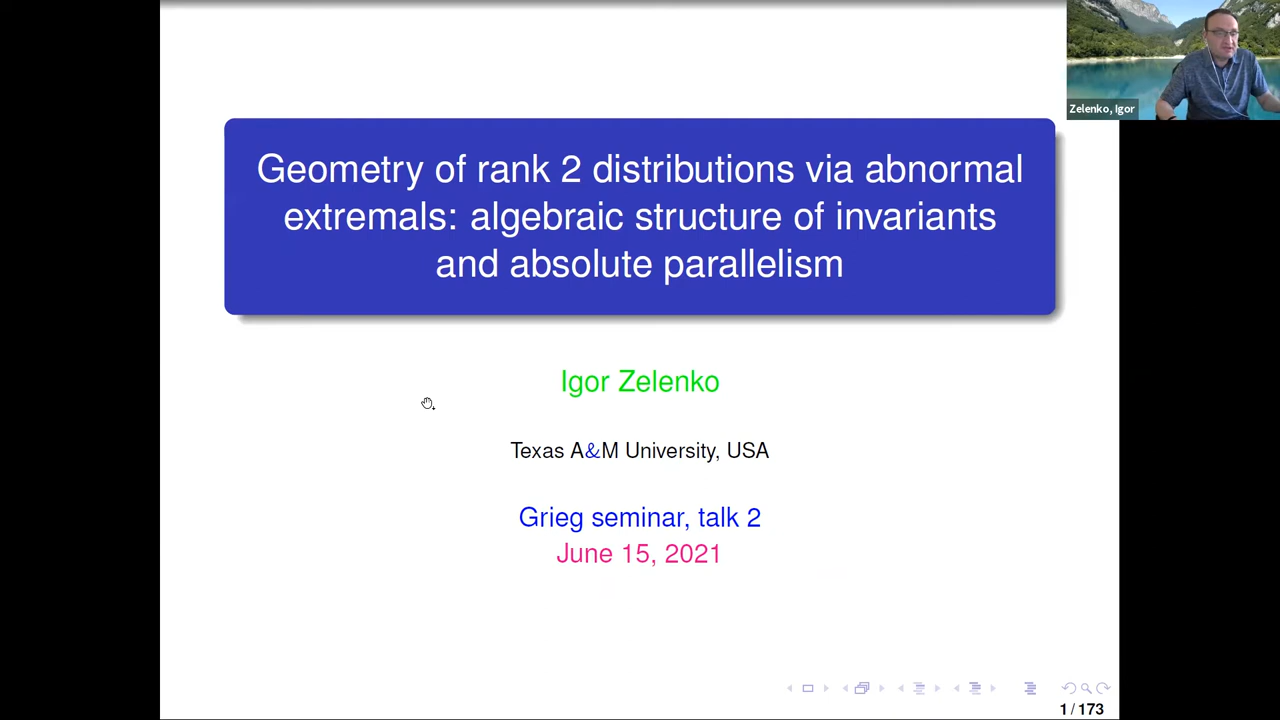 Zelenko, Igor
Geometry of rank 2 distributions via abnormal
extremals: algebraic structure of invariants
and absolute parallelism
Igor Zelenko
Texas A&M University, USA
Grieg seminar, talk 2
June 15, 2021
1 / 173